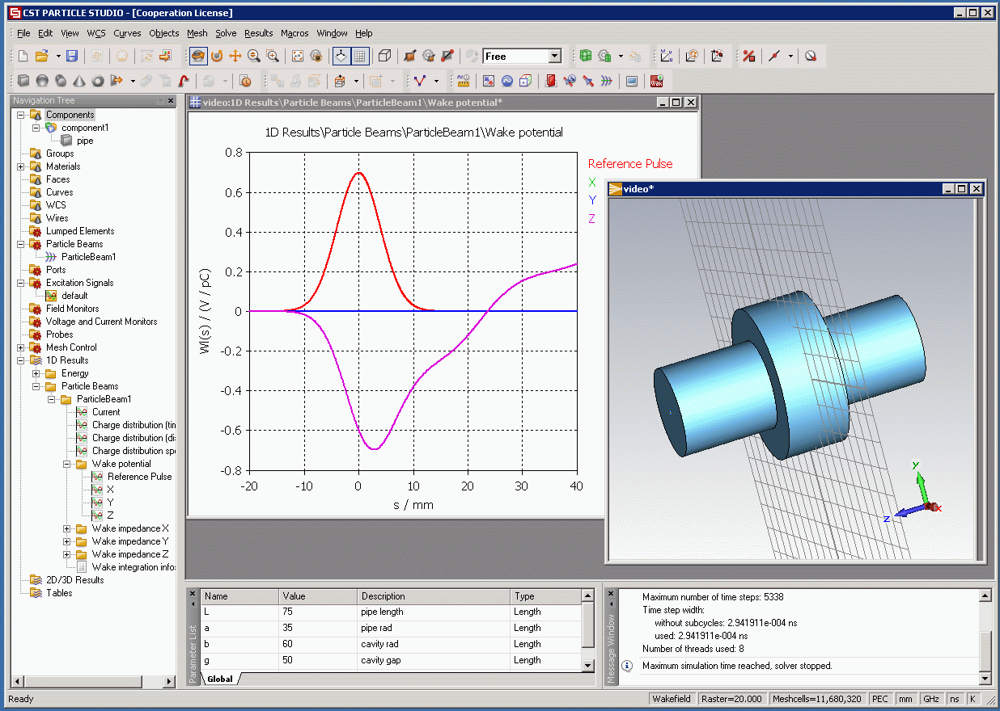 CST PARTICLE STUDIO - [Cooperation License]
File Edit View WCS Curves Objects Mesh Solve Results Macros Window Help
Free
Wak
Navigation Tree
Components
component1
pipe
Groups
Materials
Faces
Curves
WCS
Wires
Lumped Elements
Particle Beams
ParticleBeam1
Ports
Excitation Signals
default
Field Monitors
Voltage and Current Monitors
Probes
Mesh Control
1D Results
Energy
Particle Beams
ParticleBeam1
Current
Charge distribution (tin
Charge distribution (di
Charge distribution spe
Wake potential
Reference Pulse
X
Y
Z
Wake impedance X
Wake impedance Y
Wake impedance Z
Wake integration info:
2D/3D Results
Tables
video:1D Results\Particle Beams\ParticleBeam1\Wake potential*
1D Results\Particle Beams\ParticleBeam1\Wake potential
0.8
0.6
0.4
0.2
0
-0.2
-0.4
-0.6
-0.8
-20 -10 0 10 20 30 40
s / mm
Wl(s) / (V / pC)
Reference Pulse
X
Y
Z
video*
y
z
x
Parameter List
Name Value Description Type
L 75 pipe length Length
a 35 pipe rad Length
b 60 cavity rad Length
g 50 cavity gap Length
Global
Message Window
Maximum number of time steps: 5338
Time step width:
without subcycles: 2.941911e-004 ns
used: 2.941911e-004 ns
Number of threads used: 8
Maximum simulation time reached, solver stopped.
Ready
Wakefield Raster=20.000 Meshcells=11,680,320 PEC mm GHz ns K